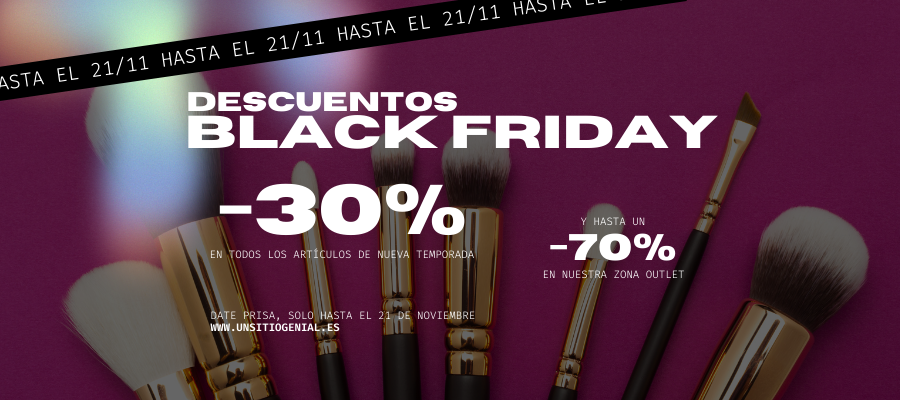 HASTA EL 21/11 HASTA EL 21/11 HASTA EL 21/11 HASTA EL
DESCUENTOS
BLACK FRIDAY
-30%
EN TODOS LOS ARTÍCULOS DE NUEVA TEMPORADA
Y HASTA UN
-70%
EN NUESTRA ZONA OUTLET
DATE PRISA, SOLO HASTA EL 21 DE NOVIEMBRE
WWW.UNSITIOGENIAL.ES